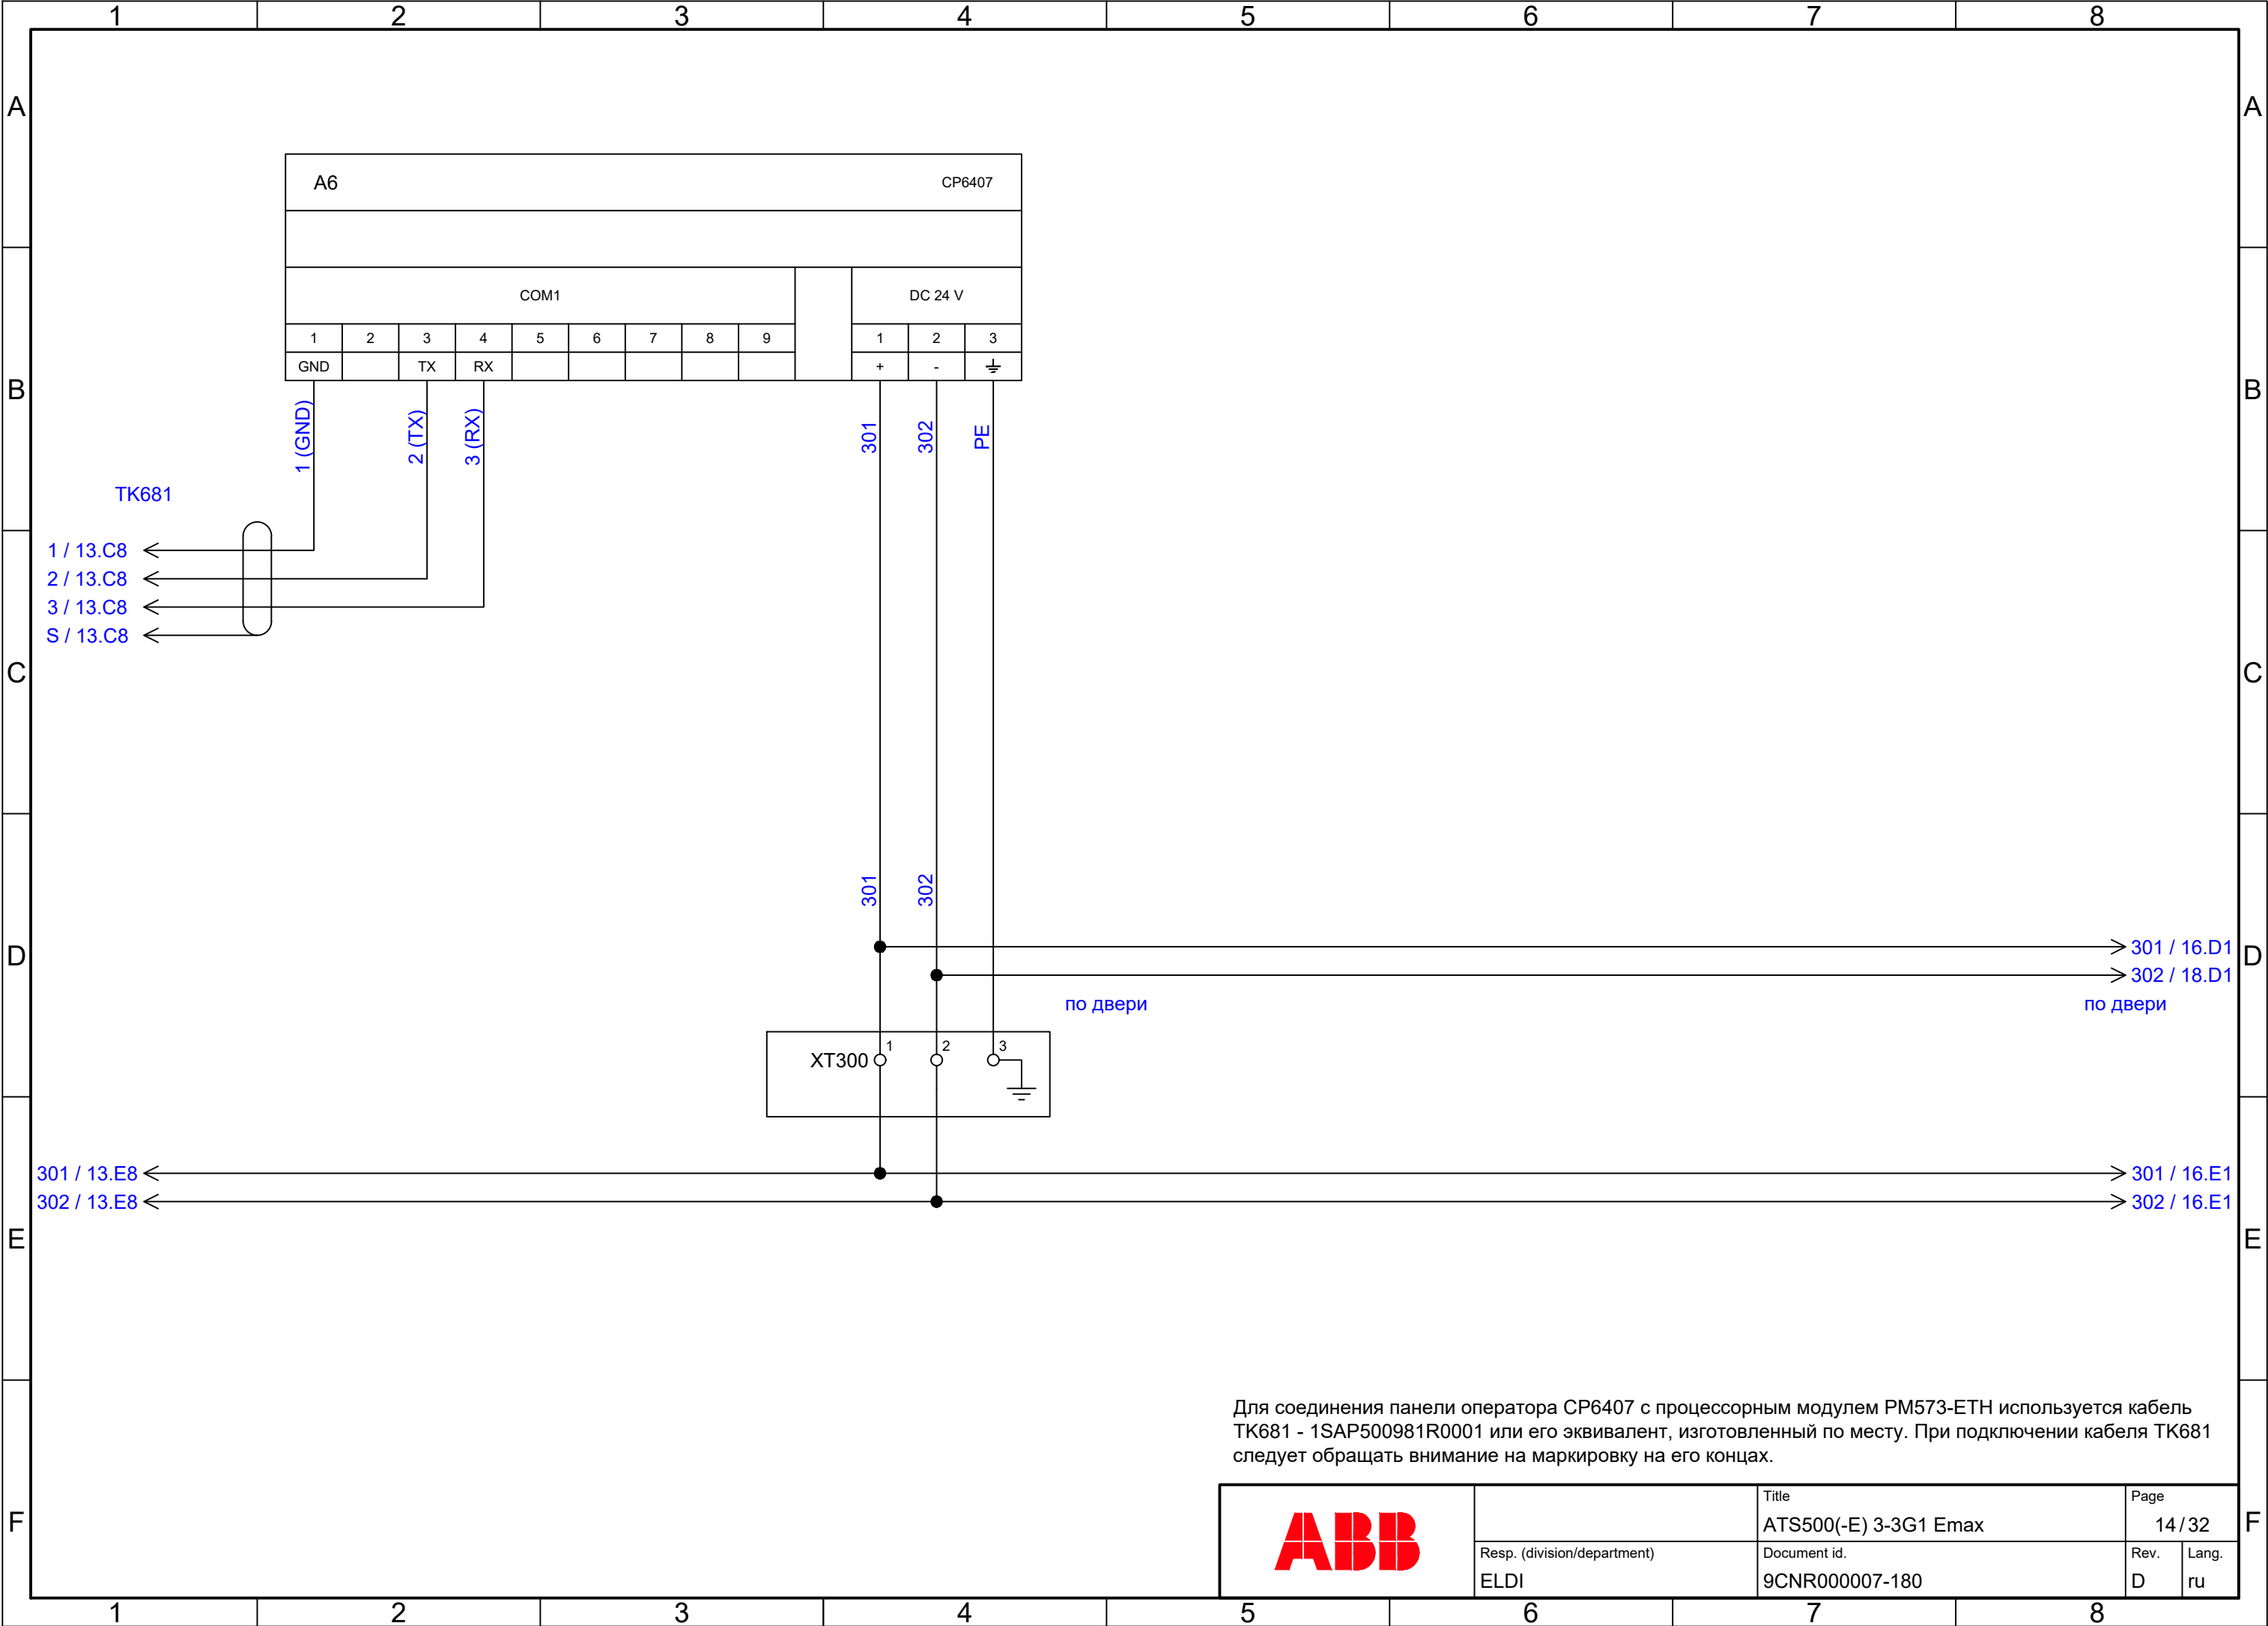 1 2 3 4 5 6 7 8
A A
A6 CP6407
COM1 DC 24 V
1 2 3 4 5 6 7 8 9 1 2 3
GND TX RX + -
B B
1 (GND) 2 (TX) 3 (RX) 301 302 PE
TK681
1 / 13.C8
2 / 13.C8
3 / 13.C8
S / 13.C8
C C
301 302
D D
301 / 16.D1
302 / 18.D1
по двери по двери
XT300 1 2 3
301 / 13.E8 301 / 16.E1
302 / 13.E8 302 / 16.E1
E E
Для соединения панели оператора CP6407 с процессорным модулем PM573-ETH используется кабель
TK681 - 1SAP500981R0001 или его эквивалент, изготовленный по месту. При подключении кабеля TK681
следует обращать внимание на маркировку на его концах.
F F
ABB
Title Page
ATS500(-E) 3-3G1 Emax 14/32
Resp. (division/department) Document id. Rev. Lang.
ELDI 9CNR000007-180 D ru
1 2 3 4 5 6 7 8